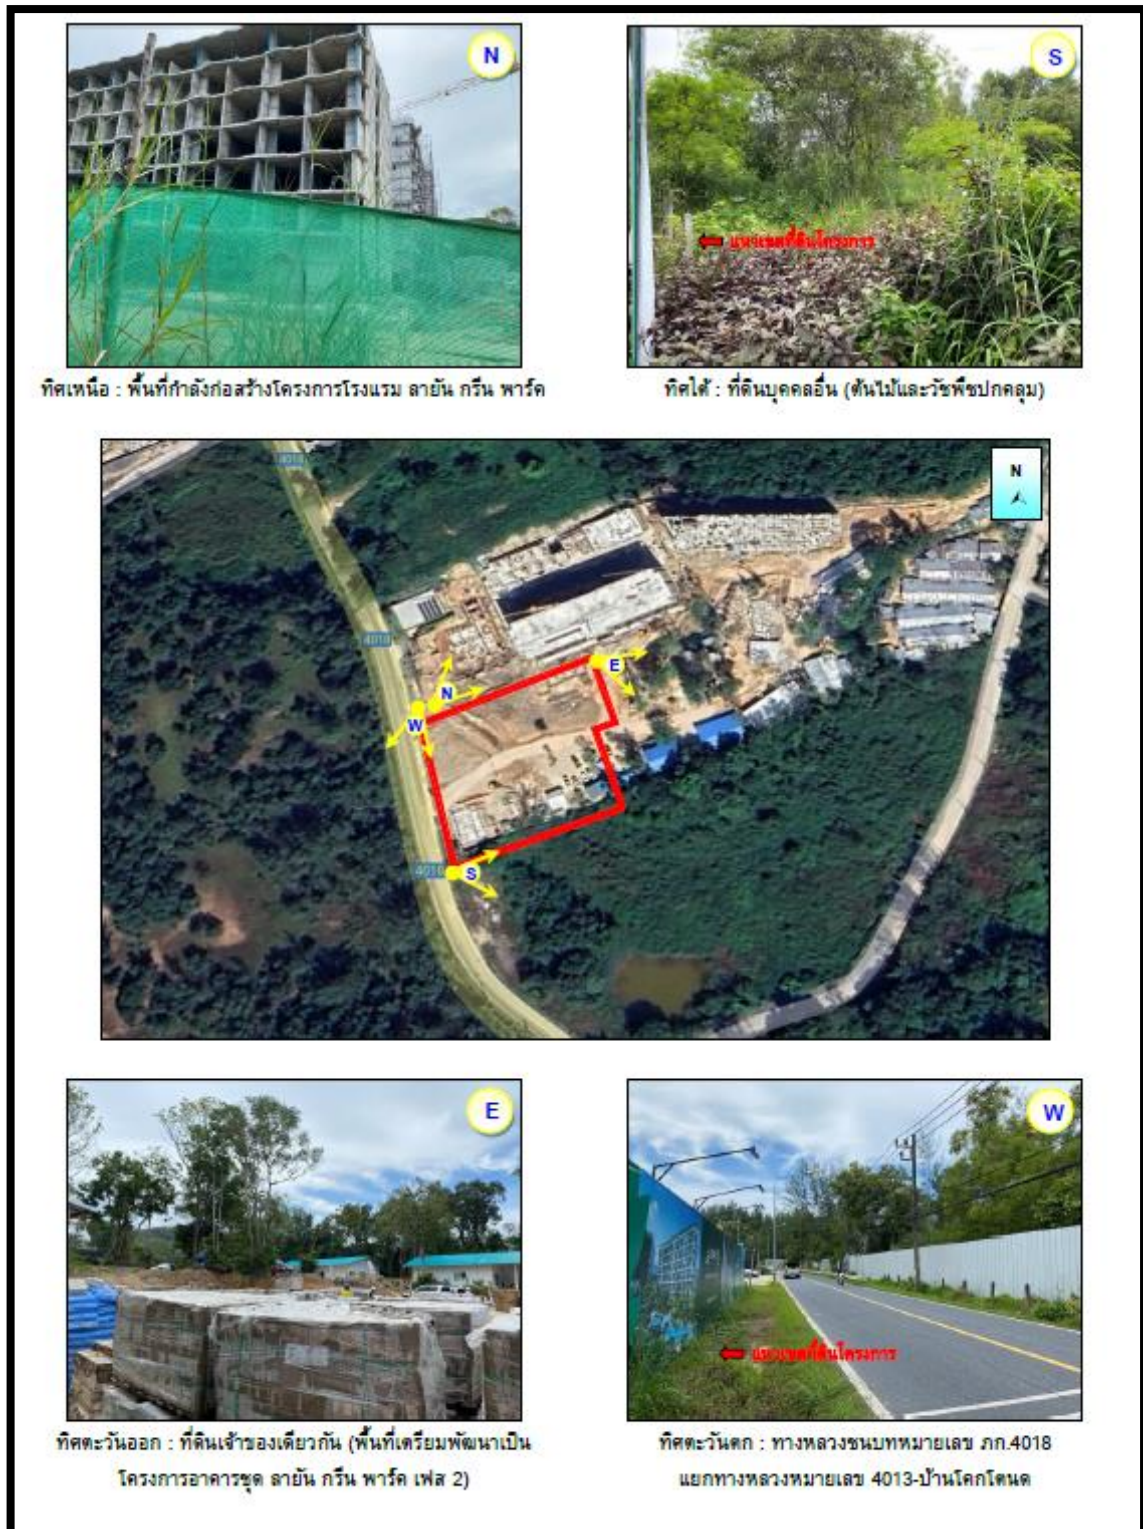 N
S
แนวเขตที่ดินโครงการ
ทิศเหนือ : พื้นที่กำลังก่อสร้างโครงการโรงแรม ลายัน กรีน พาร์ค
ทิศใต้ : ที่ดินบุคคลอื่น (ต้นไม้และวัชพืชปกคลุม)
4018
N
4018
E
N
W
4018
S
E
W
แนวเขตที่ดินโครงการ
ทิศตะวันออก : ที่ดินเจ้าของเดียวกัน (พื้นที่เตรียมพัฒนาเป็น
โครงการอาคารชุด ลายัน กรีน พาร์ค เฟส 2)
ทิศตะวันตก : ทางหลวงชนบทหมายเลข ภก.4018
แยกทางหลวงหมายเลข 4013-บ้านโคกโตนด